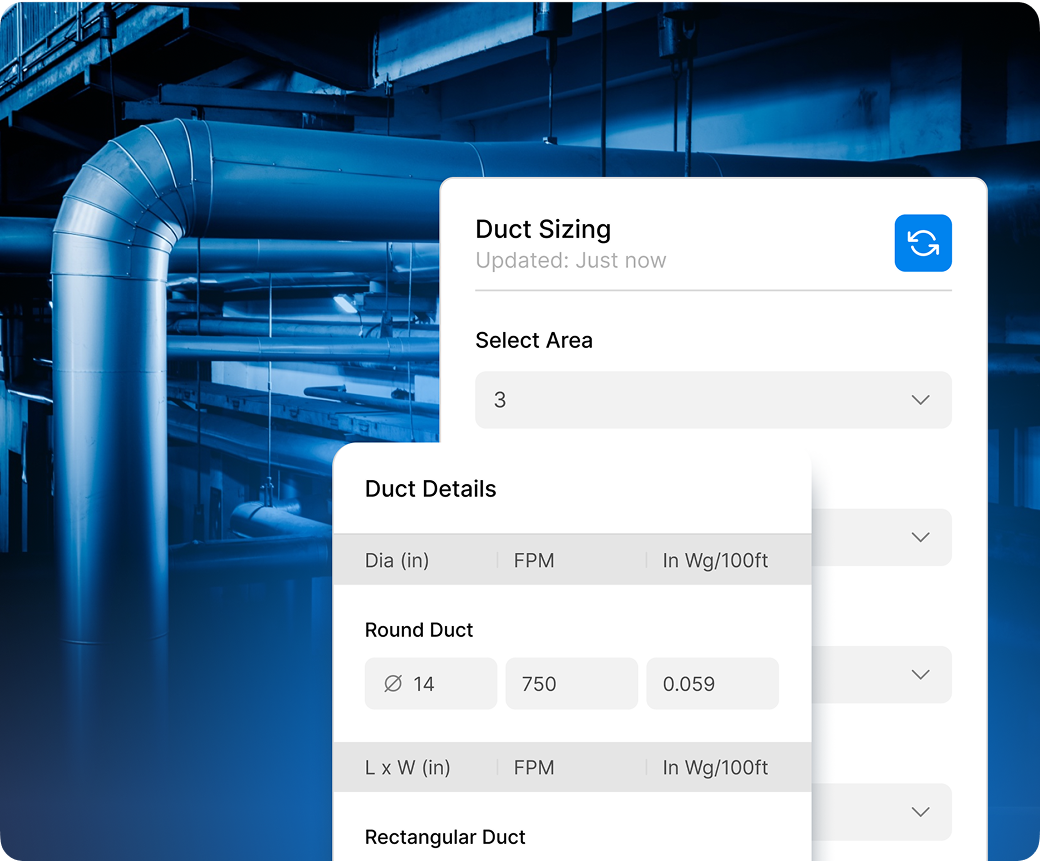 Duct Sizing
Updated: Just now
Select Area
3
Duct Details
Dia (in) FPM In Wg/100ft
Round Duct
⌀ 14 750 0.059
L x W (in) FPM In Wg/100ft
Rectangular Duct